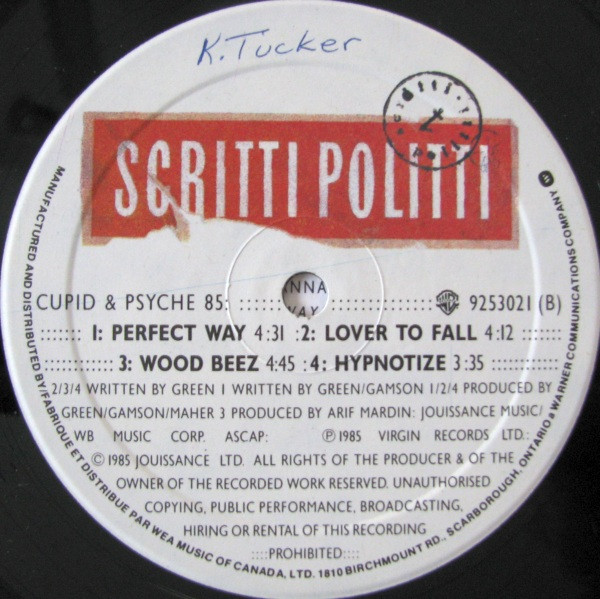 K. Tucker
SCRITTI POLITTI
ANNA
WAY
CUPID & PSYCHE 85: :::::: :::::: 9253021 (B)
:::::: 1: PERFECT WAY 4:31 :2: LOVER TO FALL 4:12 ::::::
:::::::::: 3: WOOD BEEZ 4:45 :4: HYPNOTIZE 3:35 ::::::::::
2/3/4 WRITTEN BY GREEN 1 WRITTEN BY GREEN/GAMSON 1/2/4 PRODUCED BY
GREEN/GAMSON/MAHER 3 PRODUCED BY ARIF MARDIN: JOUISSANCE MUSIC/
WB MUSIC CORP. ASCAP: ℗ 1985 VIRGIN RECORDS LTD.:
© 1985 JOUISSANCE LTD. ALL RIGHTS OF THE PRODUCER & OF THE
OWNER OF THE RECORDED WORK RESERVED. UNAUTHORISED
COPYING, PUBLIC PERFORMANCE, BROADCASTING,
HIRING OR RENTAL OF THIS RECORDING
::::PROHIBITED::::
MANUFACTURED AND DISTRIBUTED BY/FABRIQUE ET DISTRIBUE PAR WEA MUSIC OF CANADA, LTD. 1810 BIRCHMOUNT RD., SCARBOROUGH, ONTARIO a WARNER COMMUNICATIONS COMPANY